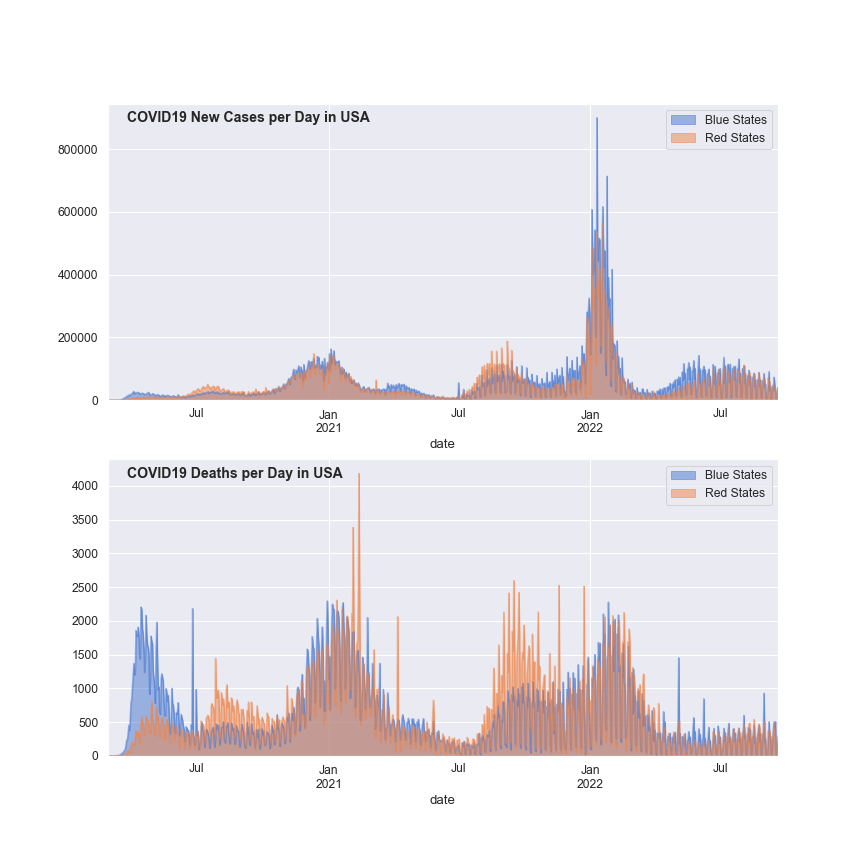 COVID19 New Cases per Day in USA
Blue States
Red States
800000
600000
400000
200000
0
Jul
Jan
2021
Jul
Jan
2022
Jul
date
COVID19 Deaths per Day in USA
Blue States
Red States
4000
3500
3000
2500
2000
1500
1000
500
0
Jul
Jan
2021
Jul
Jan
2022
Jul
date